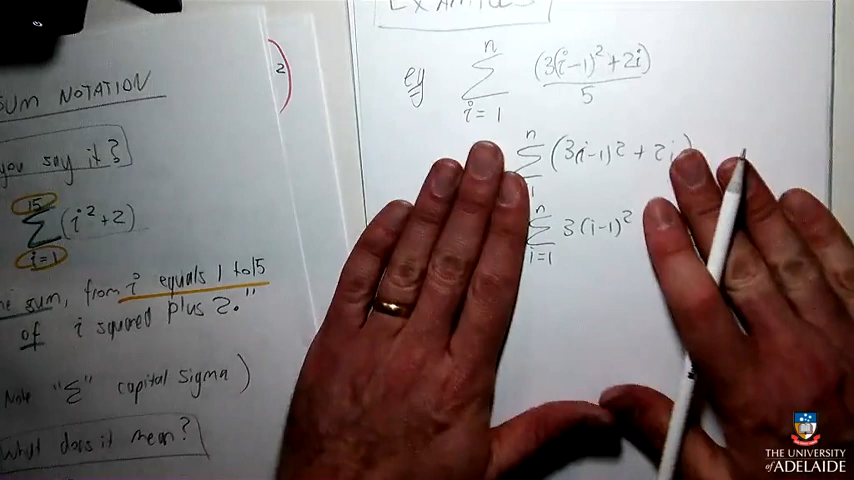 SUM NOTATION
you say it?
15
Σ (i² + 2)
i=1
sum, from i equals 1 to 15
of i squared plus 2."
Note "Σ" capital sigma)
What does it mean?
2
EXAMPLES
eg n
Σ (3(i-1)² + 2i)
i=1 5
n
Σ (3(i-1)² + 2i)
1
n
Σ 3(i-1)²
i=1
THE UNIVERSITY
of ADELAIDE